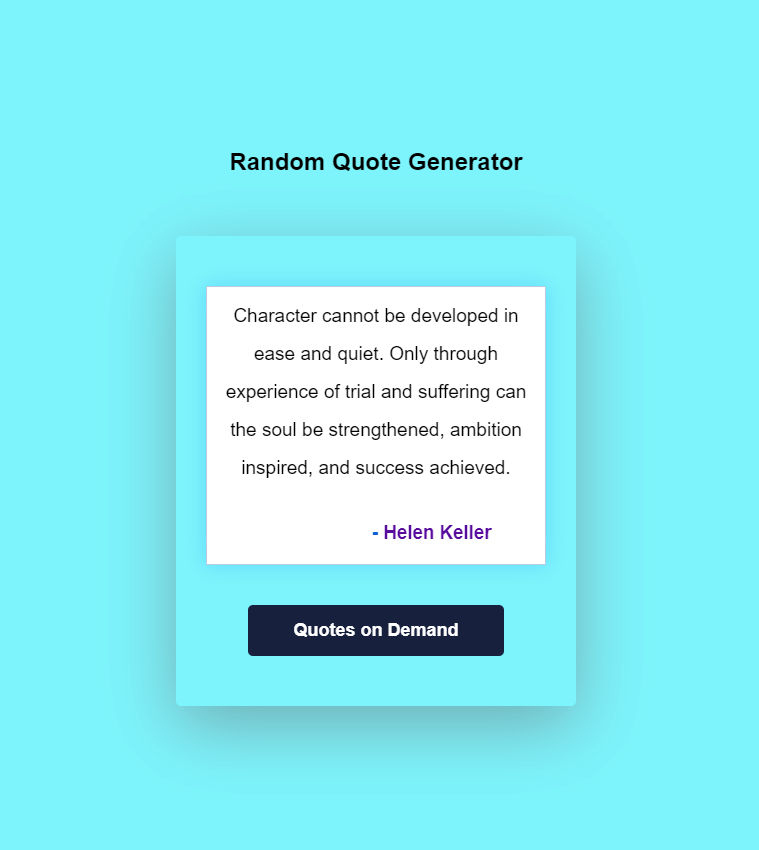 Random Quote Generator
Character cannot be developed in
ease and quiet. Only through
experience of trial and suffering can
the soul be strengthened, ambition
inspired, and success achieved.
- Helen Keller
Quotes on Demand